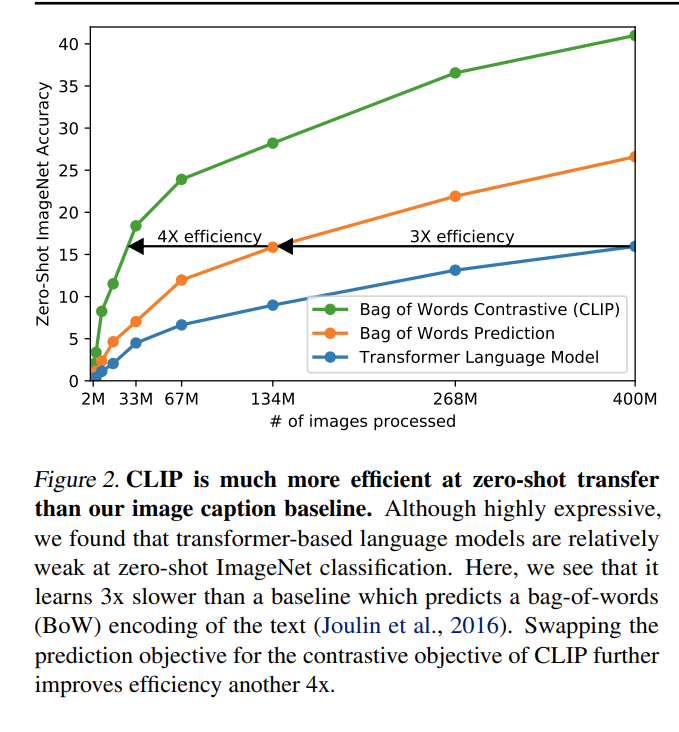 40
35
30
25
20
15
10
5
0
Zero-Shot ImageNet Accuracy
4X efficiency
3X efficiency
Bag of Words Contrastive (CLIP)
Bag of Words Prediction
Transformer Language Model
2M 33M 67M 134M 268M 400M
# of images processed
Figure 2. CLIP is much more efficient at zero-shot transfer
than our image caption baseline. Although highly expressive,
we found that transformer-based language models are relatively
weak at zero-shot ImageNet classification. Here, we see that it
learns 3x slower than a baseline which predicts a bag-of-words
(BoW) encoding of the text (Joulin et al., 2016). Swapping the
prediction objective for the contrastive objective of CLIP further
improves efficiency another 4x.